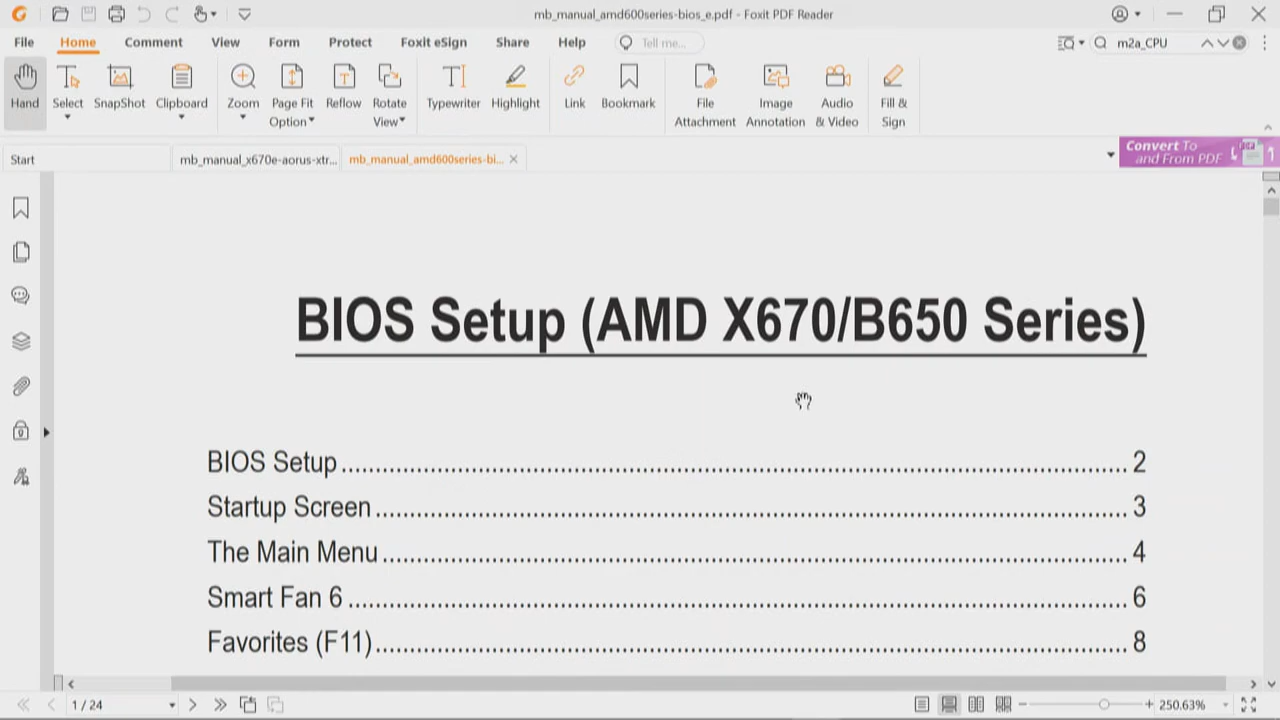 mb_manual_amd600series-bios_e.pdf - Foxit PDF Reader
File Home Comment View Form Protect Foxit eSign Share Help Tell me... m2a_CPU
Hand Select SnapShot Clipboard Zoom Page Fit Option Reflow Rotate View Typewriter Highlight Link Bookmark File Attachment Image Annotation Audio & Video Fill & Sign
Start mb_manual_x670e-aorus-xtr... mb_manual_amd600series-bi...
Convert To
and From PDF
BIOS Setup (AMD X670/B650 Series)
BIOS Setup 2
Startup Screen 3
The Main Menu 4
Smart Fan 6 6
Favorites (F11) 8
1 / 24 250.63%